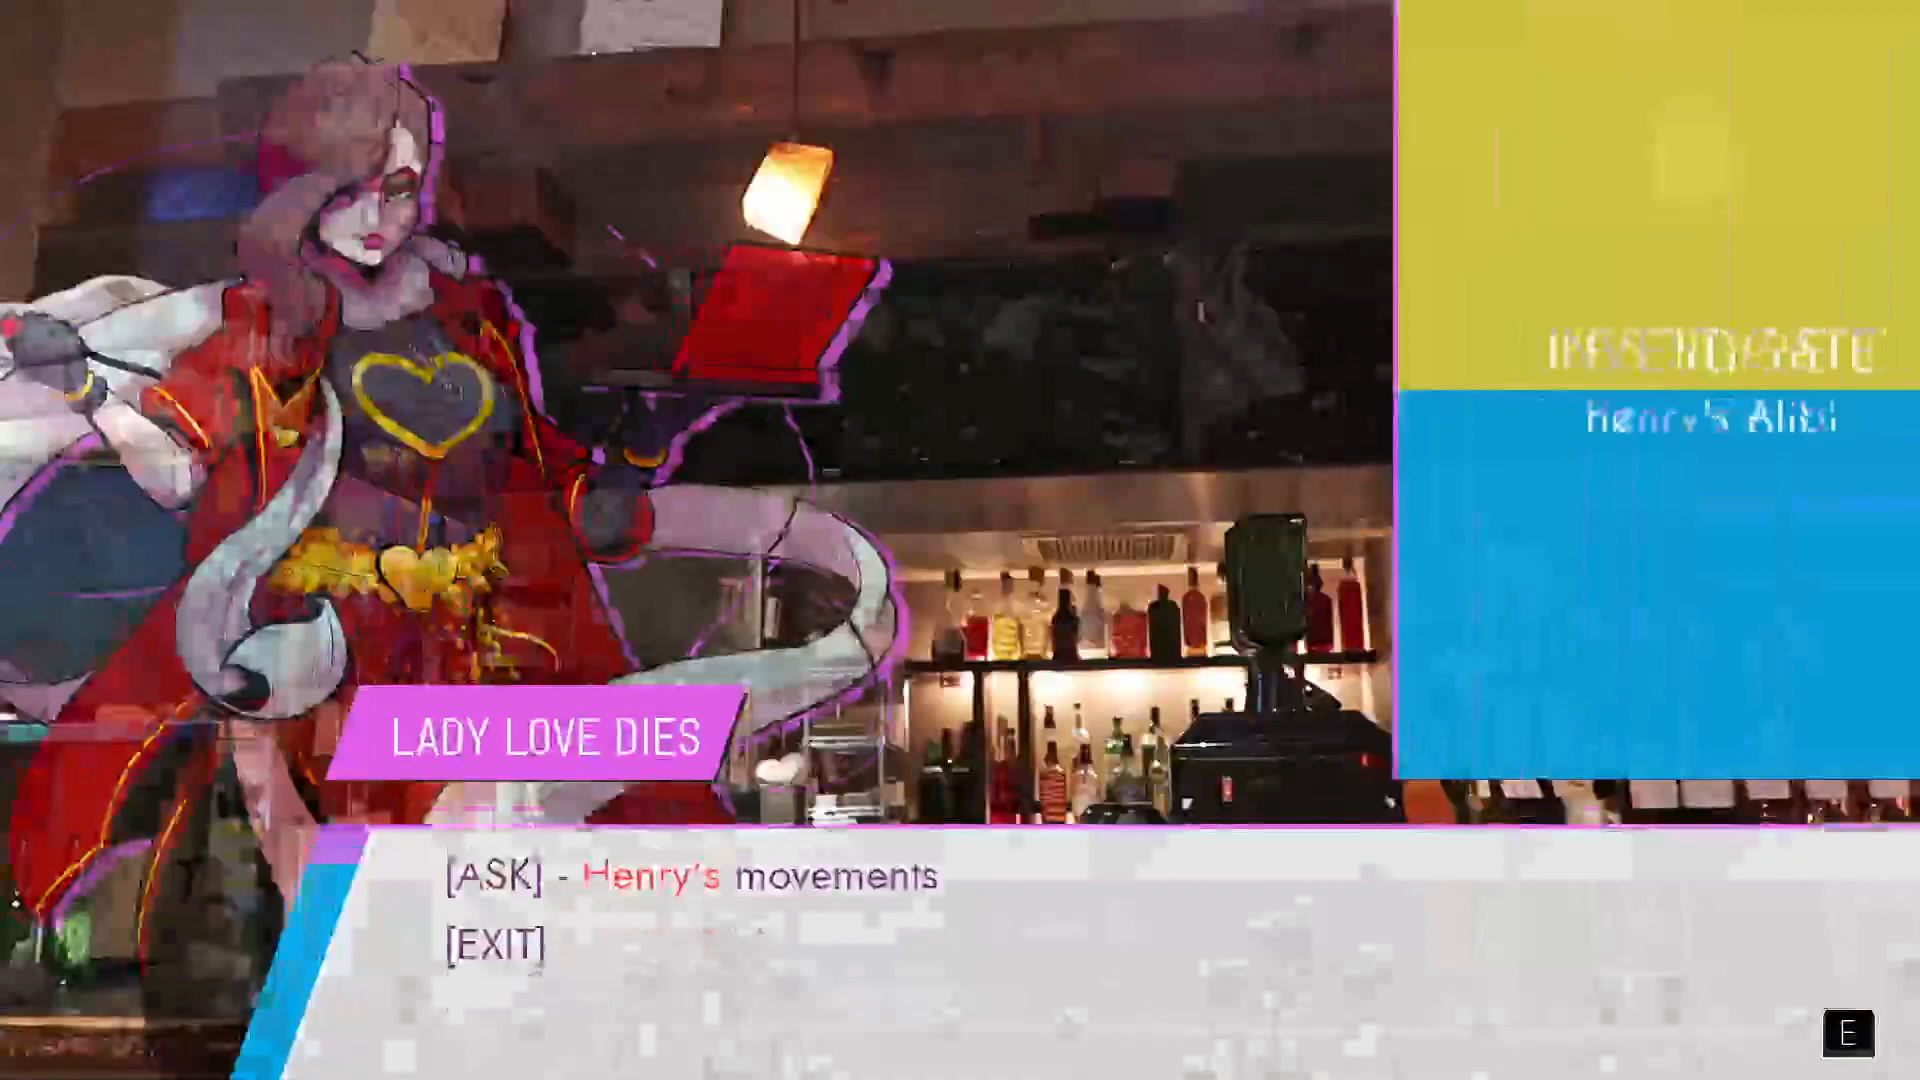 Henry's Alibi
LADY LOVE DIES
[ASK] - Henry's movements
[EXIT]
E